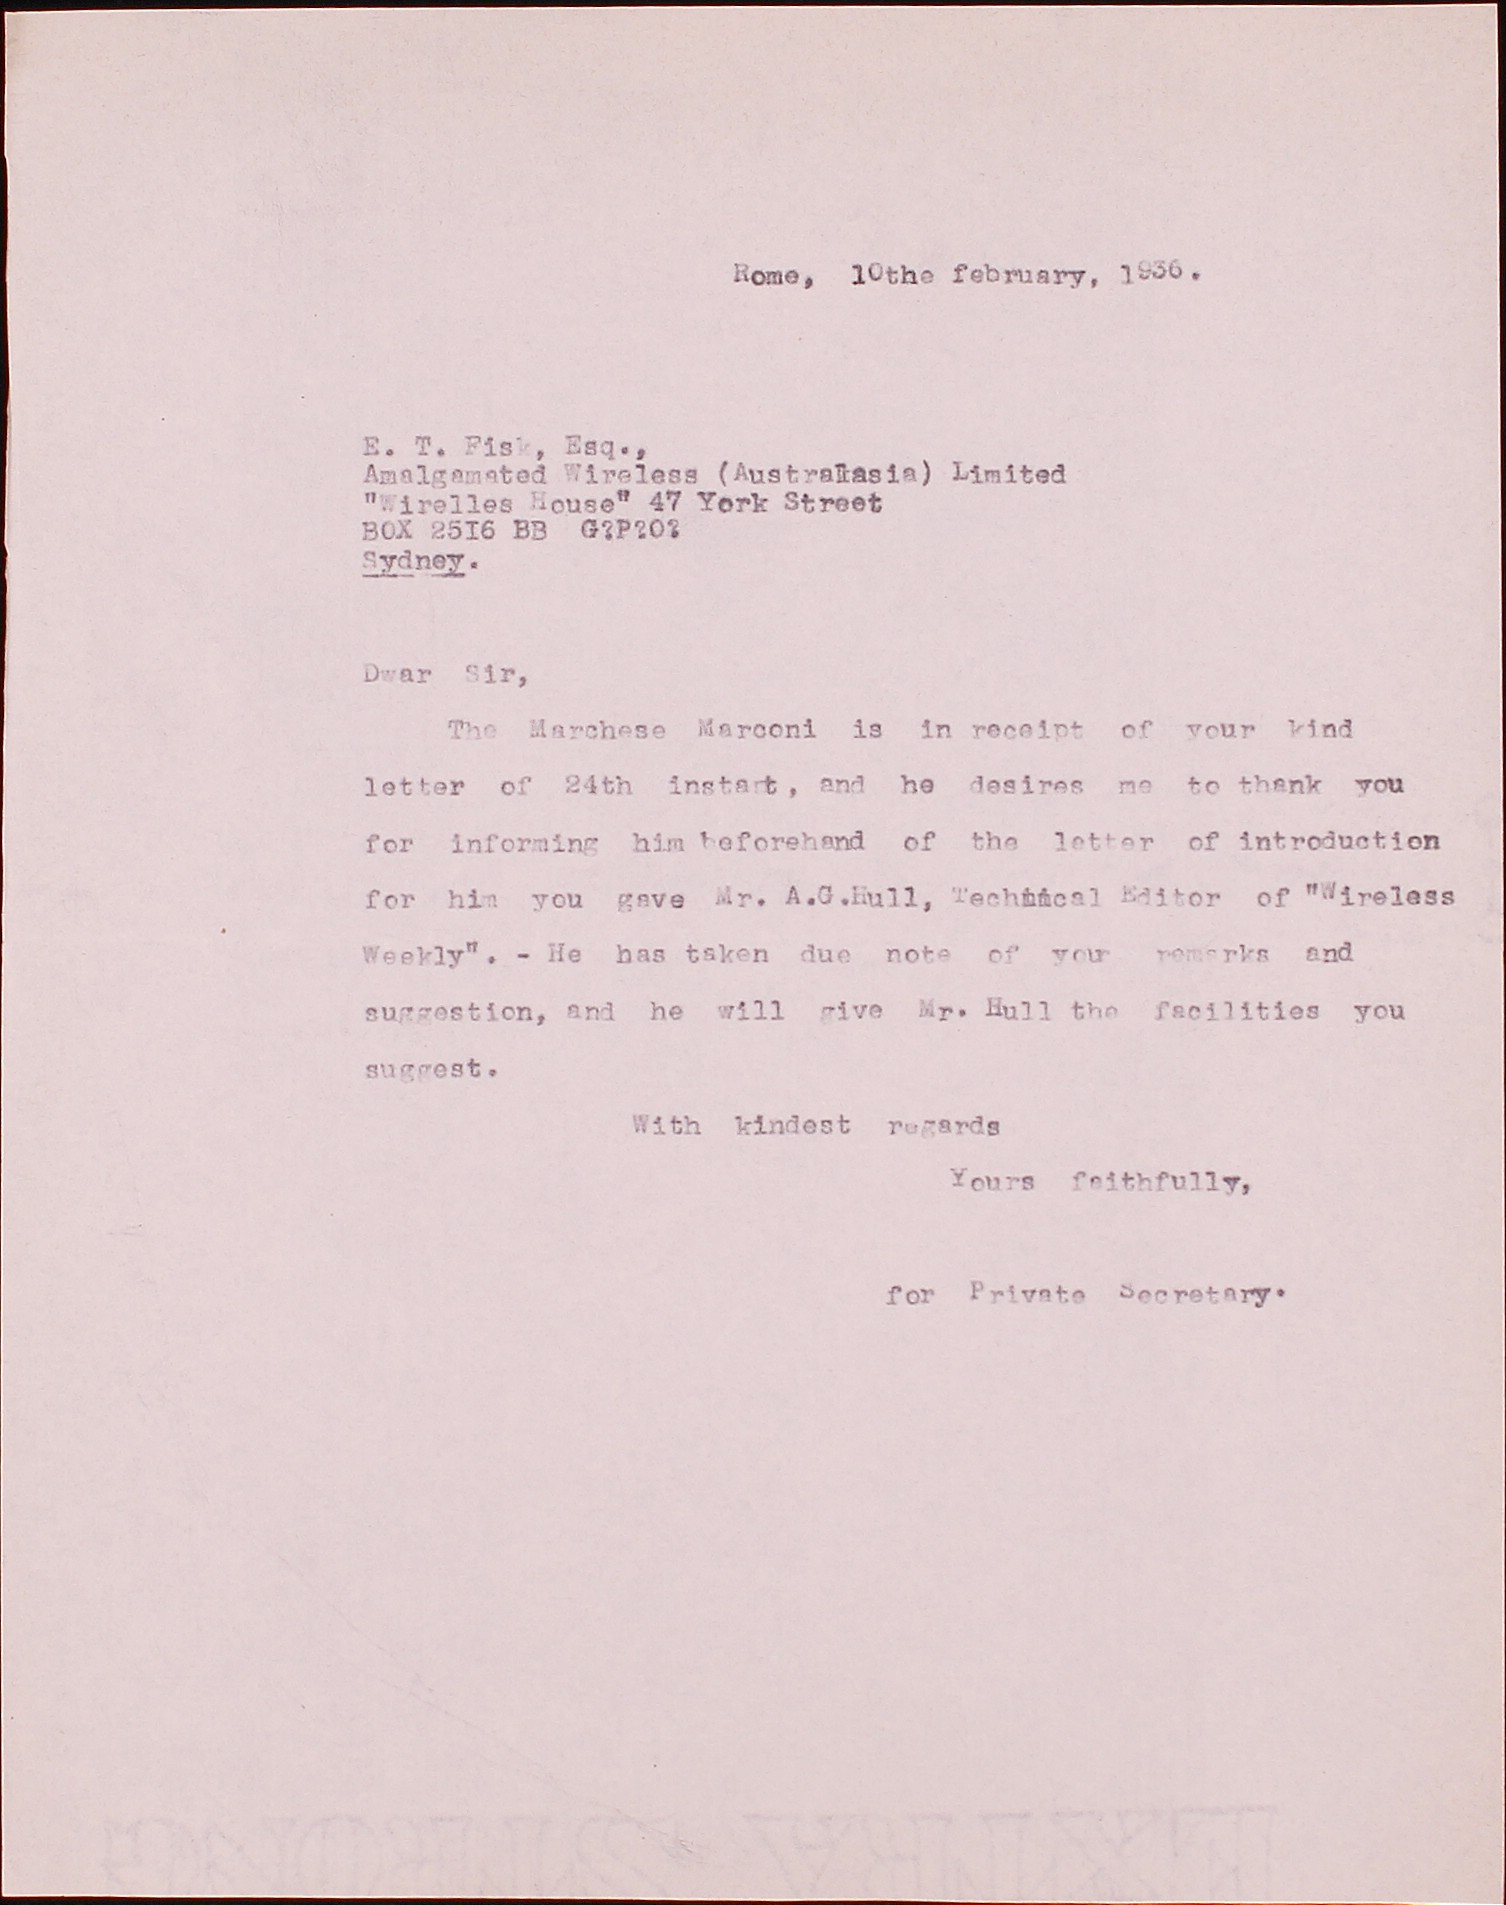 Rome, 10the february, 1936.
E. T. Fisk, Esq.,
Amalgamated Wireless (Australasia) Limited
"Wirelles House" 47 York Street
BOX 25I6 BB G?P?O?
Sydney.
Dwar Sir,
The Marchese Marconi is in receipt of your kind
letter of 24th instant, and he desires me to thank you
for informing him beforehand of the letter of introduction
for him you gave Mr. A.G.Hull, Technical Editor of "Wireless
Weekly". - He has taken due note of your remarks and
suggestion, and he will give Mr. Hull the facilities you
suggest.
With kindest regards
Yours faithfully,
for Private Secretary.